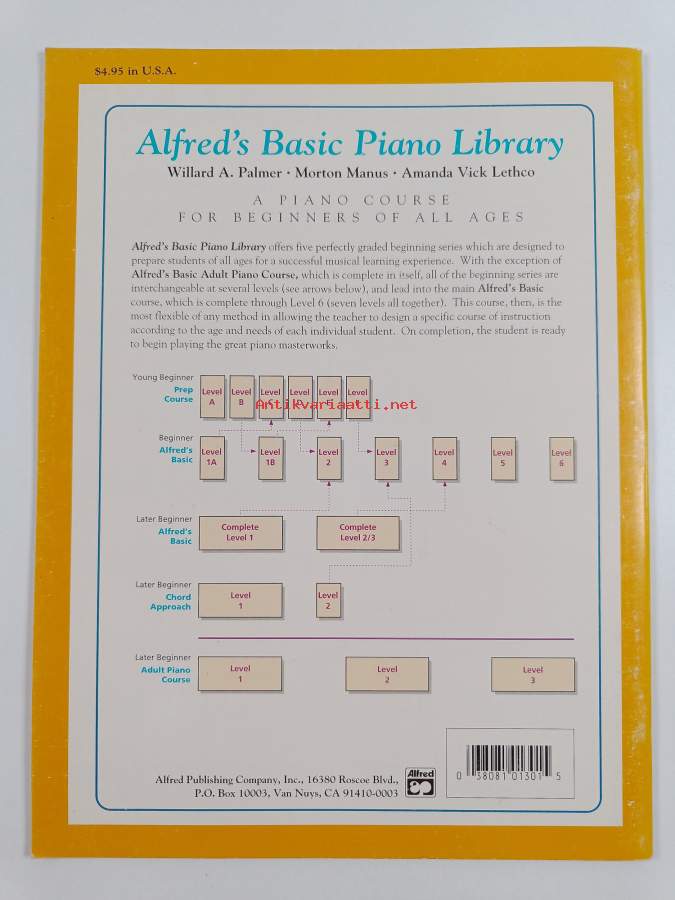 $4.95 in U.S.A.
Alfred's Basic Piano Library
Willard A. Palmer • Morton Manus • Amanda Vick Lethco
A PIANO COURSE
FOR BEGINNERS OF ALL AGES
Alfred's Basic Piano Library offers five perfectly graded beginning series which are designed to
prepare students of all ages for a successful musical learning experience. With the exception of
Alfred's Basic Adult Piano Course, which is complete in itself, all of the beginning series are
interchangeable at several levels (see arrows below), and lead into the main Alfred's Basic
course, which is complete through Level 6 (seven levels all together). This course, then, is the
most flexible of any method in allowing the teacher to design a specific course of instruction
according to the age and needs of each individual student. On completion, the student is ready
to begin playing the great piano masterworks.
Young Beginner
Prep
Course
Level Level Level Level Level Level
A B
Antikvariaatti.net
Beginner
Alfred's
Basic
Level Level Level Level Level Level Level
1A 1B 2 3 4 5 6
Later Beginner
Alfred's
Basic
Complete
Level 1
Complete
Level 2/3
Later Beginner
Chord
Approach
Level
1
Level
2
Later Beginner
Adult Piano
Course
Level
1
Level
2
Level
3
Alfred Publishing Company, Inc., 16380 Roscoe Blvd.,
P.O. Box 10003, Van Nuys, CA 91410-0003
Alfred
0 38081 01301 5